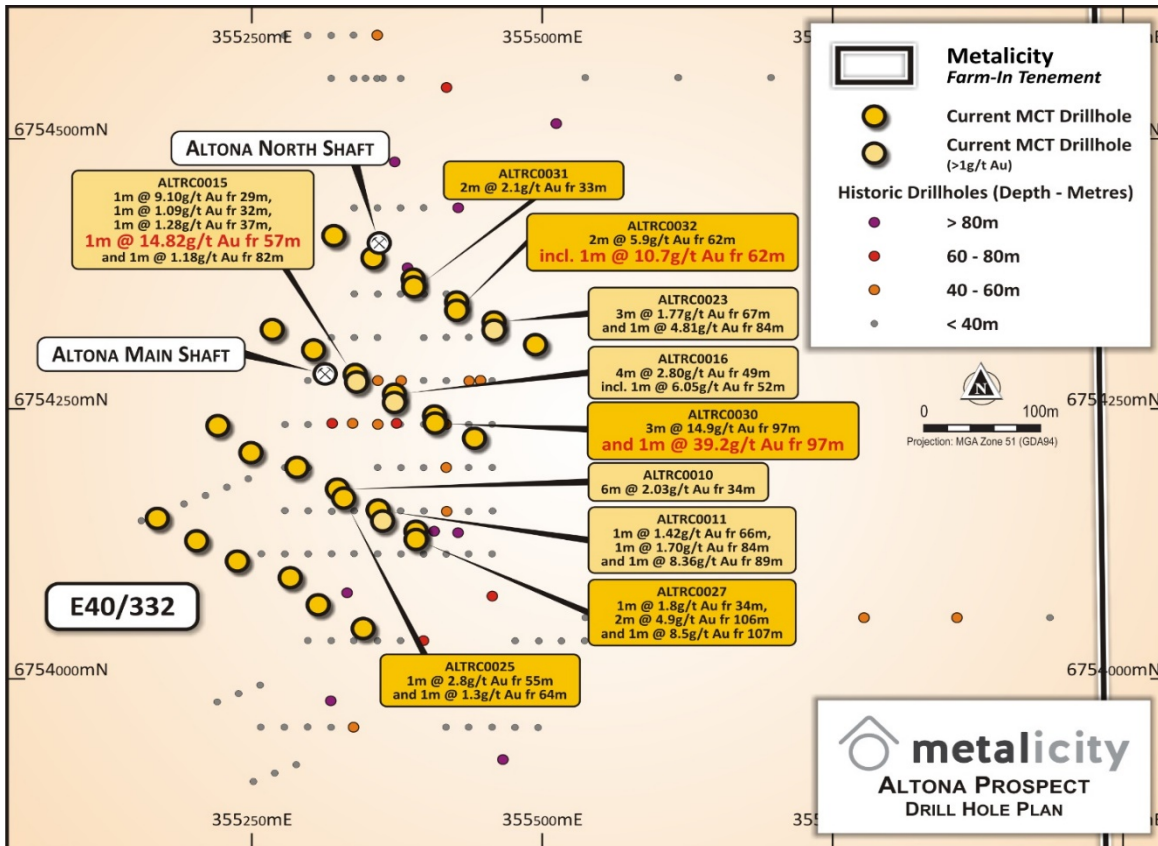 355250mE
355500mE
mE
6754500mN
ALTONA NORTH SHAFT
ALTRC0015
1m @ 9.10g/t Au fr 29m,
1m @ 1.09g/t Au fr 32m,
1m @ 1.28g/t Au fr 37m,
1m @ 14.82g/t Au fr 57m
and 1m @ 1.18g/t Au fr 82m
ALTRC0031
2m @ 2.1g/t Au fr 33m
ALTRC0032
2m @ 5.9g/t Au fr 62m
incl. 1m @ 10.7g/t Au fr 62m
ALTRC0023
3m @ 1.77g/t Au fr 67m
and 1m @ 4.81g/t Au fr 84m
ALTONA MAIN SHAFT
ALTRC0016
4m @ 2.80g/t Au fr 49m
incl. 1m @ 6.05g/t Au fr 52m
6754250mN
6754250mN
ALTRC0030
3m @ 14.9g/t Au fr 97m
and 1m @ 39.2g/t Au fr 97m
ALTRC0010
6m @ 2.03g/t Au fr 34m
ALTRC0011
1m @ 1.42g/t Au fr 66m,
1m @ 1.70g/t Au fr 84m
and 1m @ 8.36g/t Au fr 89m
ALTRC0027
1m @ 1.8g/t Au fr 34m,
2m @ 4.9g/t Au fr 106m
and 1m @ 8.5g/t Au fr 107m
E40/332
ALTRC0025
1m @ 2.8g/t Au fr 55m
and 1m @ 1.3g/t Au fr 64m
6754000mN
6754000mN
355250mE
355500mE
mE
Metalicity
Farm-In Tenement
Current MCT Drillhole
Current MCT Drillhole
(>1g/t Au)
Historic Drillholes (Depth - Metres)
> 80m
60 - 80m
40 - 60m
< 40m
N
0 100m
Projection: MGA Zone 51 (GDA94)
metalicity
ALTONA PROSPECT
DRILL HOLE PLAN